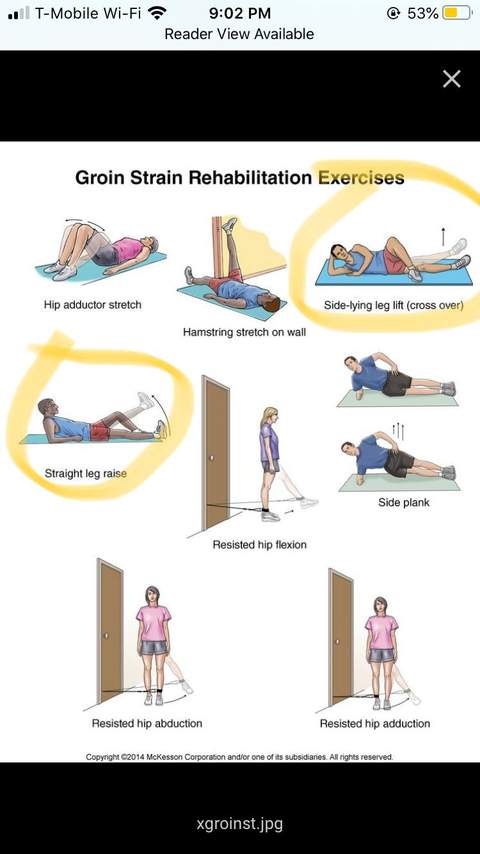 T-Mobile Wi-Fi 9:02 PM 53%
Reader View Available
Groin Strain Rehabilitation Exercises
Hip adductor stretch
Hamstring stretch on wall
Side-lying leg lift (cross over)
Straight leg raise
Resisted hip flexion
Side plank
Resisted hip abduction
Resisted hip adduction
Copyright ©2014 McKesson Corporation and/or one of its subsidiaries. All rights reserved.
xgroinst.jpg